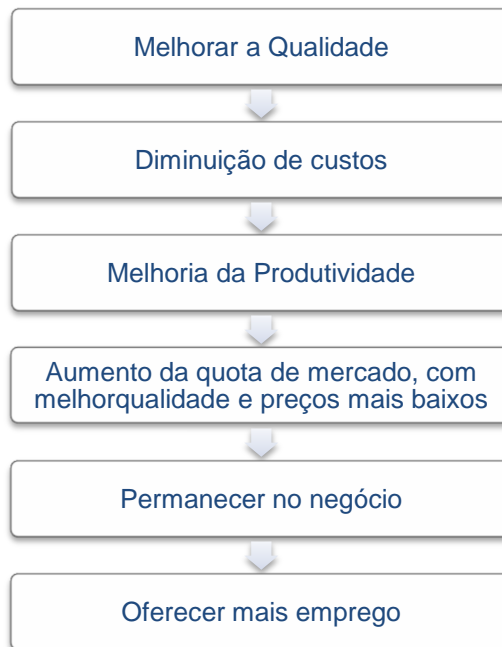 Melhorar a Qualidade
Diminuição de custos
Melhoria da Produtividade
Aumento da quota de mercado, com
melhorqualidade e preços mais baixos
Permanecer no negócio
Oferecer mais emprego